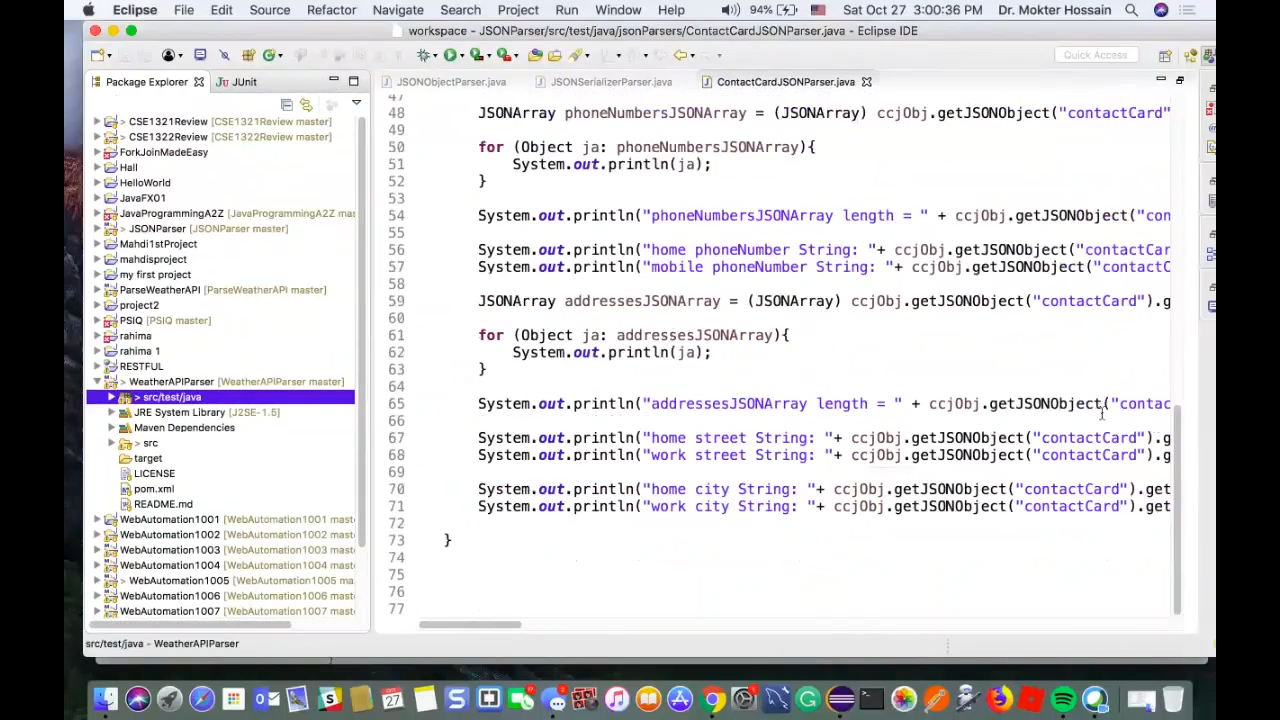 Eclipse File Edit Source Refactor Navigate Search Project Run Window Help 94% Sat Oct 27 3:00:36 PM Dr. Mokter Hossain
workspace - JSONParser/src/test/java/jsonParsers/ContactCardJSONParser.java - Eclipse IDE
Quick Access
Package Explorer JUnit
JSONObjectParser.java JSONSerializerParser.java ContactCardJSONParser.java
> CSE1321Review [CSE1321Review master]
> CSE1322Review [CSE1322Review master]
ForkJoinMadeEasy
Hall
HelloWorld
JavaFX01
JavaProgrammingA2Z [JavaProgrammingA2Z mas
JSONParser [JSONParser master]
Mahdi1stProject
mahdisproject
my first project
ParseWeatherAPI [ParseWeatherAPi master]
project2
PSIQ [PSIQ master]
rahima
rahima 1
RESTFUL
> WeatherAPIParser [WeatherAPIParser master]
> src/test/java
JRE System Library [J2SE-1.5]
Maven Dependencies
> src
target
LICENSE
pom.xml
README.md
WebAutomation1001 [WebAutomation1001 mast
WebAutomation1002 [WebAutomation1002 mast
WebAutomation1003 [WebAutomation1003 mast
WebAutomation1004 [WebAutomation1004 mast
> WebAutomation1005 [WebAutomation1005 mas
WebAutomation1006 [WebAutomation1006 mast
WebAutomation1007 [WebAutomation1007 mast
47
48 JSONArray phoneNumbersJSONArray = (JSONArray) ccjObj.getJSONObject("contactCard"
49
50 for (Object ja: phoneNumbersJSONArray){
51 System.out.println(ja);
52 }
53
54 System.out.println("phoneNumbersJSONArray length = " + ccjObj.getJSONObject("con
55
56 System.out.println("home phoneNumber String: "+ ccjObj.getJSONObject("contactCar
57 System.out.println("mobile phoneNumber String: "+ ccjObj.getJSONObject("contactC
58
59 JSONArray addressesJSONArray = (JSONArray) ccjObj.getJSONObject("contactCard").g
60
61 for (Object ja: addressesJSONArray){
62 System.out.println(ja);
63 }
64
65 System.out.println("addressesJSONArray length = " + ccjObj.getJSONObject("contac
66
67 System.out.println("home street String: "+ ccjObj.getJSONObject("contactCard").g
68 System.out.println("work street String: "+ ccjObj.getJSONObject("contactCard").g
69
70 System.out.println("home city String: "+ ccjObj.getJSONObject("contactCard").get
71 System.out.println("work city String: "+ ccjObj.getJSONObject("contactCard").get
72
73 }
74
75
76
77
src/test/java - WeatherAPIParser